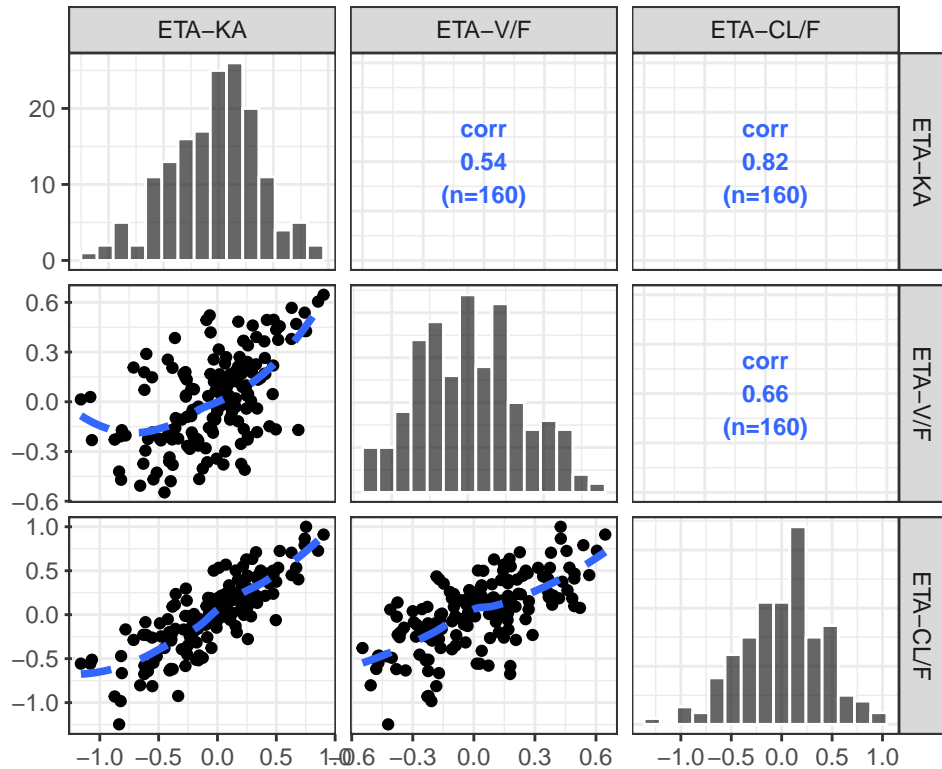 ETA−KA
ETA−V/F
ETA−CL/F
20
10
0
corr
0.54
(n=160)
corr
0.82
(n=160)
ETA−KA
0.6
0.3
0.0
−0.3
−0.6
corr
0.66
(n=160)
ETA−V/F
1.0
0.5
0.0
−0.5
−1.0
ETA−CL/F
−1.0 −0.5 0.0 0.5 1.0
−0.6 −0.3 0.0 0.3 0.6
−1.0 −0.5 0.0 0.5 1.0